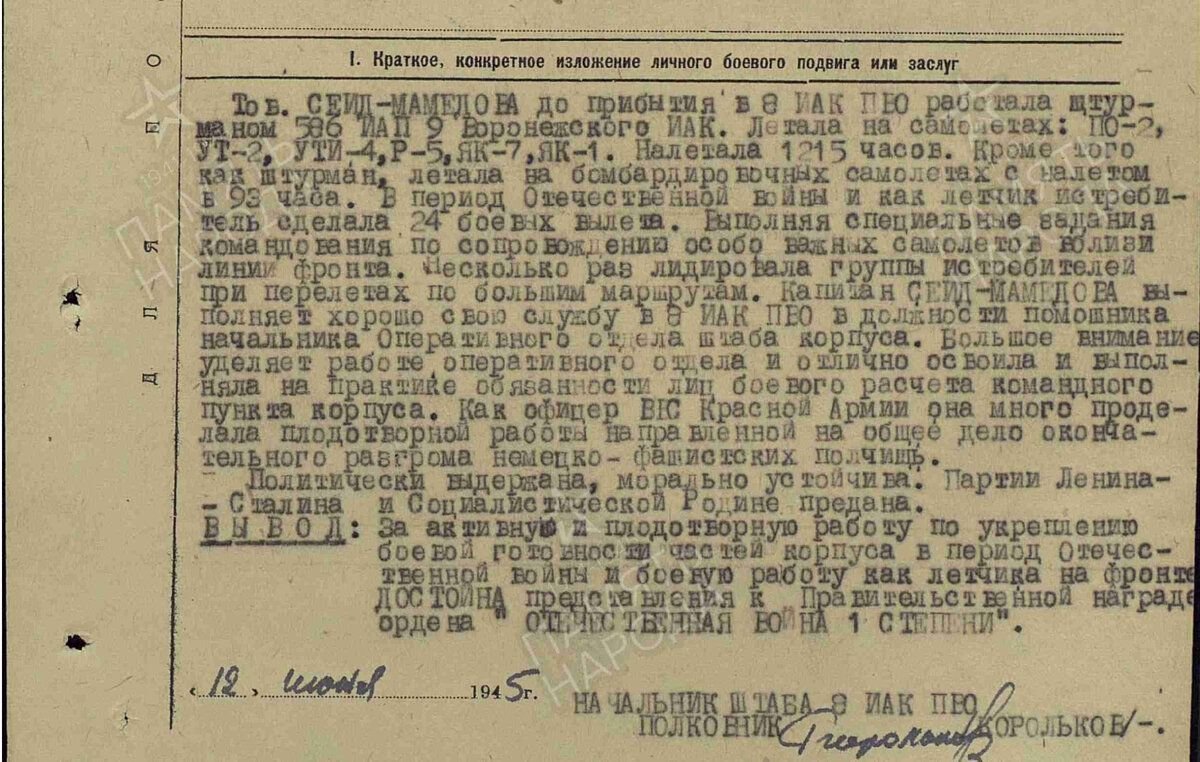 I. Краткое, конкретное изложение личного боевого подвига или заслуг
Тов. СЕИД-МАМЕДОВА до прибытия в 8 ИАК ПВО работала штур-
маном 586 ИАП 9 Воронежского ИАК. Летала на самолетах: ПО-2,
УТ-2, УТИ-4,Р-5,ЯК-7,ЯК-1. Налетала 1215 часов. Кроме того
как штурман, летала на бомбардировочных самолетах с налетом
в 93 часа. В период Отечественной войны и как летчик истреби-
тель сделала 24 боевых вылета. Выполняя специальные задания
командования по сопровождению особо важных самолетов вблизи
линии фронта. Несколько раз лидировала группы истребителей
при перелетах по большим маршрутам. Капитан СЕИД-МАМЕДОВА вы-
полняет хорошо свою службу в 8 ИАК ПВО в должности помошника
начальника Оперативного отдела штаба корпуса. Большое внимание
уделяет работе оперативного отдела и отлично освоила и выпол-
няла на практике обязанности лиц боевого расчета командного
пункта корпуса. Как офицер ВВС Красной Армии она много проде-
лала плодотворной работы направленной на общее дело оконча-
тельного разгрома немецко-фашистских полчищь.
Политически выдержана, морально устойчива. Партии Ленина-
- Сталина и Социалистической Родине предана.
ВЫВОД: За активную и плодотворную работу по укреплению
боевой готовности частей корпуса в период Отечес-
твенной войны и боевую работу как летчика на фронте
ДОСТОЙНА представления к Правительственной награде
ордена " ОТЕЧЕСТВЕННАЯ ВОЙНА 1 СТЕПЕНИ".
« 12 » июня 1945г.
НАЧАЛЬНИК ШТАБА 8 ИАК ПВО
ПОЛКОВНИК /КОРОЛЬКОВ/-.
ДЛЯ ДЕО
ПАМЯТЬ НАРОДА